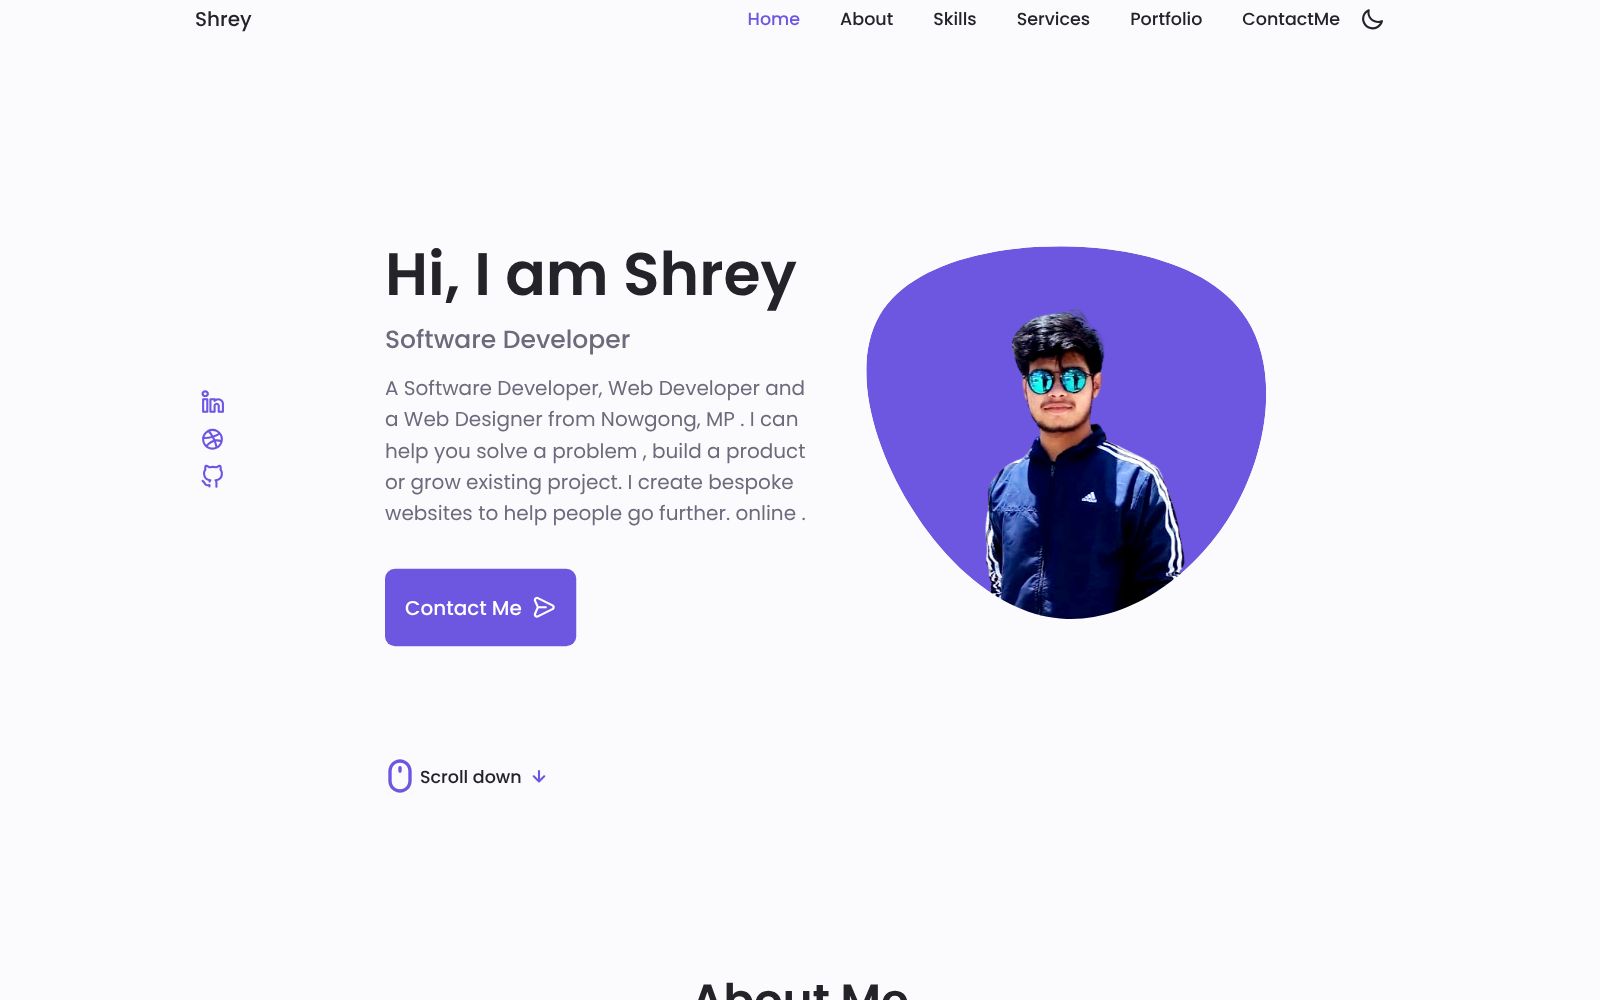 Shrey
Home
About
Skills
Services
Portfolio
ContactMe
Hi, I am Shrey
Software Developer
A Software Developer, Web Developer and
a Web Designer from Nowgong, MP . I can
help you solve a problem , build a product
or grow existing project. I create bespoke
websites to help people go further. online .
Contact Me
Scroll down
About Me